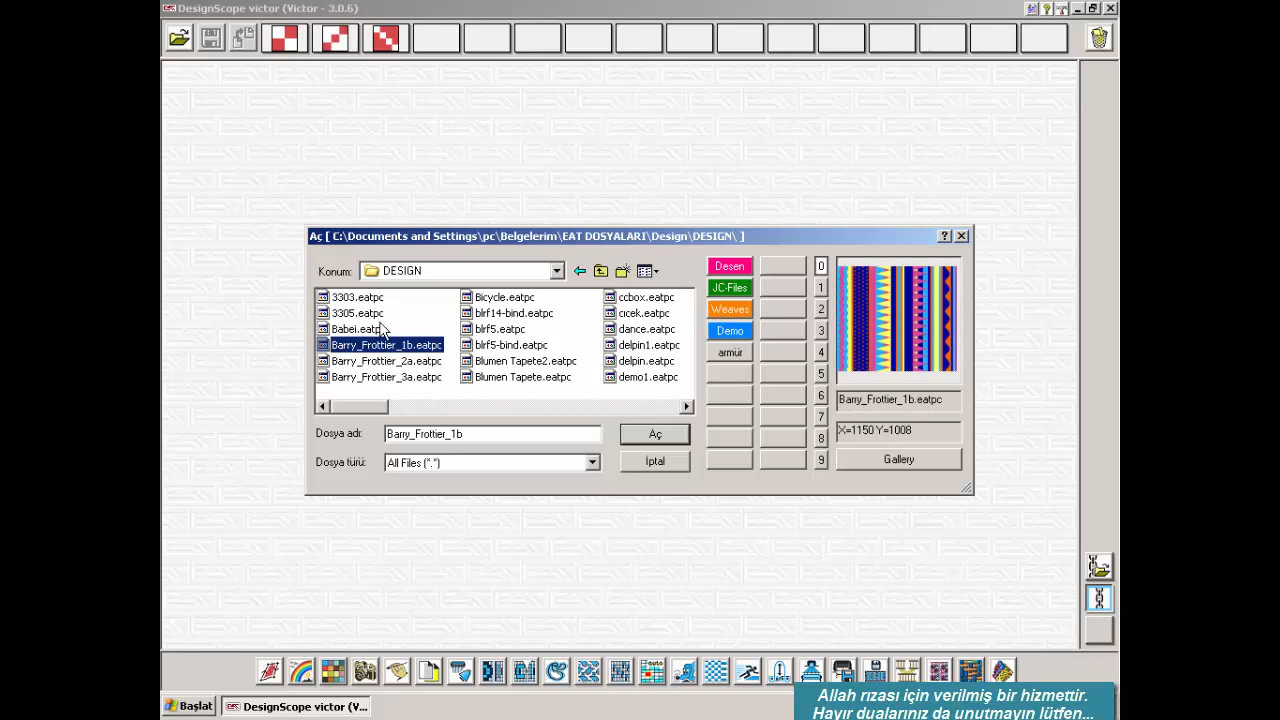 DesignScope victor (Victor - 3.0.6)
Aç [ C:\Documents and Settings\pc\Belgelerim\EAT DOSYALARI\Design\DESIGN\ ]
Konum:
DESIGN
3303.eatpc
3305.eatpc
Babei.eatpc
Barry_Frottier_1b.eatpc
Barry_Frottier_2a.eatpc
Barry_Frottier_3a.eatpc
Bicycle.eatpc
blrf14-bind.eatpc
blrf5.eatpc
blrf5-bind.eatpc
Blumen Tapete2.eatpc
Blumen Tapete.eatpc
ccbox.eatpc
cıcek.eatpc
dance.eatpc
delpin1.eatpc
delpin.eatpc
demo1.eatpc
Dosya adı:
Barry_Frottier_1b
Aç
Dosya türü:
All Files (*.*)
İptal
Desen
JC-Files
Weaves
Demo
armür
0
1
2
3
4
5
6
7
8
9
Barry_Frottier_1b.eatpc
X=1150 Y=1008
Gallery
auto
Başlat
DesignScope victor (V...
Allah rızası için verilmiş bir hizmettir.
Hayır dualarınız da unutmayın lütfen...